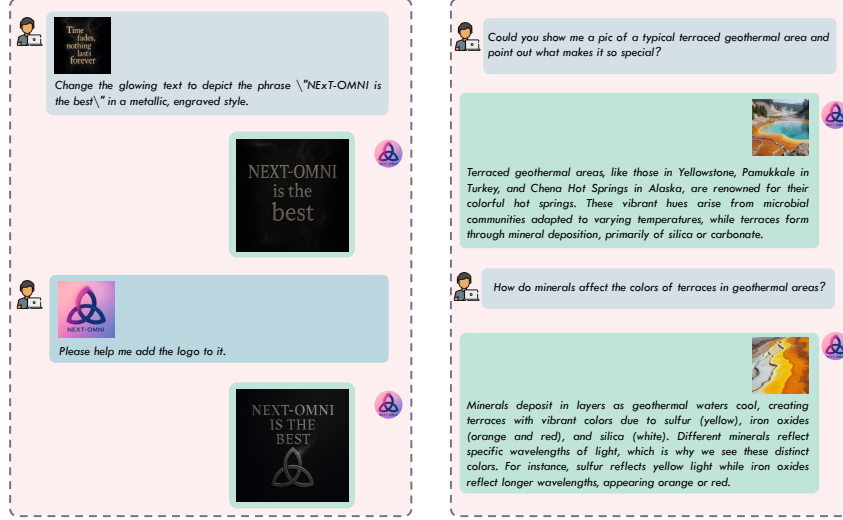 Time
fades,
nothing
lasts
forever
Change the glowing text to depict the phrase \"NExT-OMNI is
the best\" in a metallic, engraved style.
NEXT-OMNI
is the
best
NEXT-OMNI
Please help me add the logo to it.
NEXT-OMNI
IS THE
BEST
Could you show me a pic of a typical terraced geothermal area and
point out what makes it so special?
Terraced geothermal areas, like those in Yellowstone, Pamukkale in
Turkey, and Chena Hot Springs in Alaska, are renowned for their
colorful hot springs. These vibrant hues arise from microbial
communities adapted to varying temperatures, while terraces form
through mineral deposition, primarily of silica or carbonate.
How do minerals affect the colors of terraces in geothermal areas?
Minerals deposit in layers as geothermal waters cool, creating
terraces with vibrant colors due to sulfur (yellow), iron oxides
(orange and red), and silica (white). Different minerals reflect
specific wavelengths of light, which is why we see these distinct
colors. For instance, sulfur reflects yellow light while iron oxides
reflect longer wavelengths, appearing orange or red.